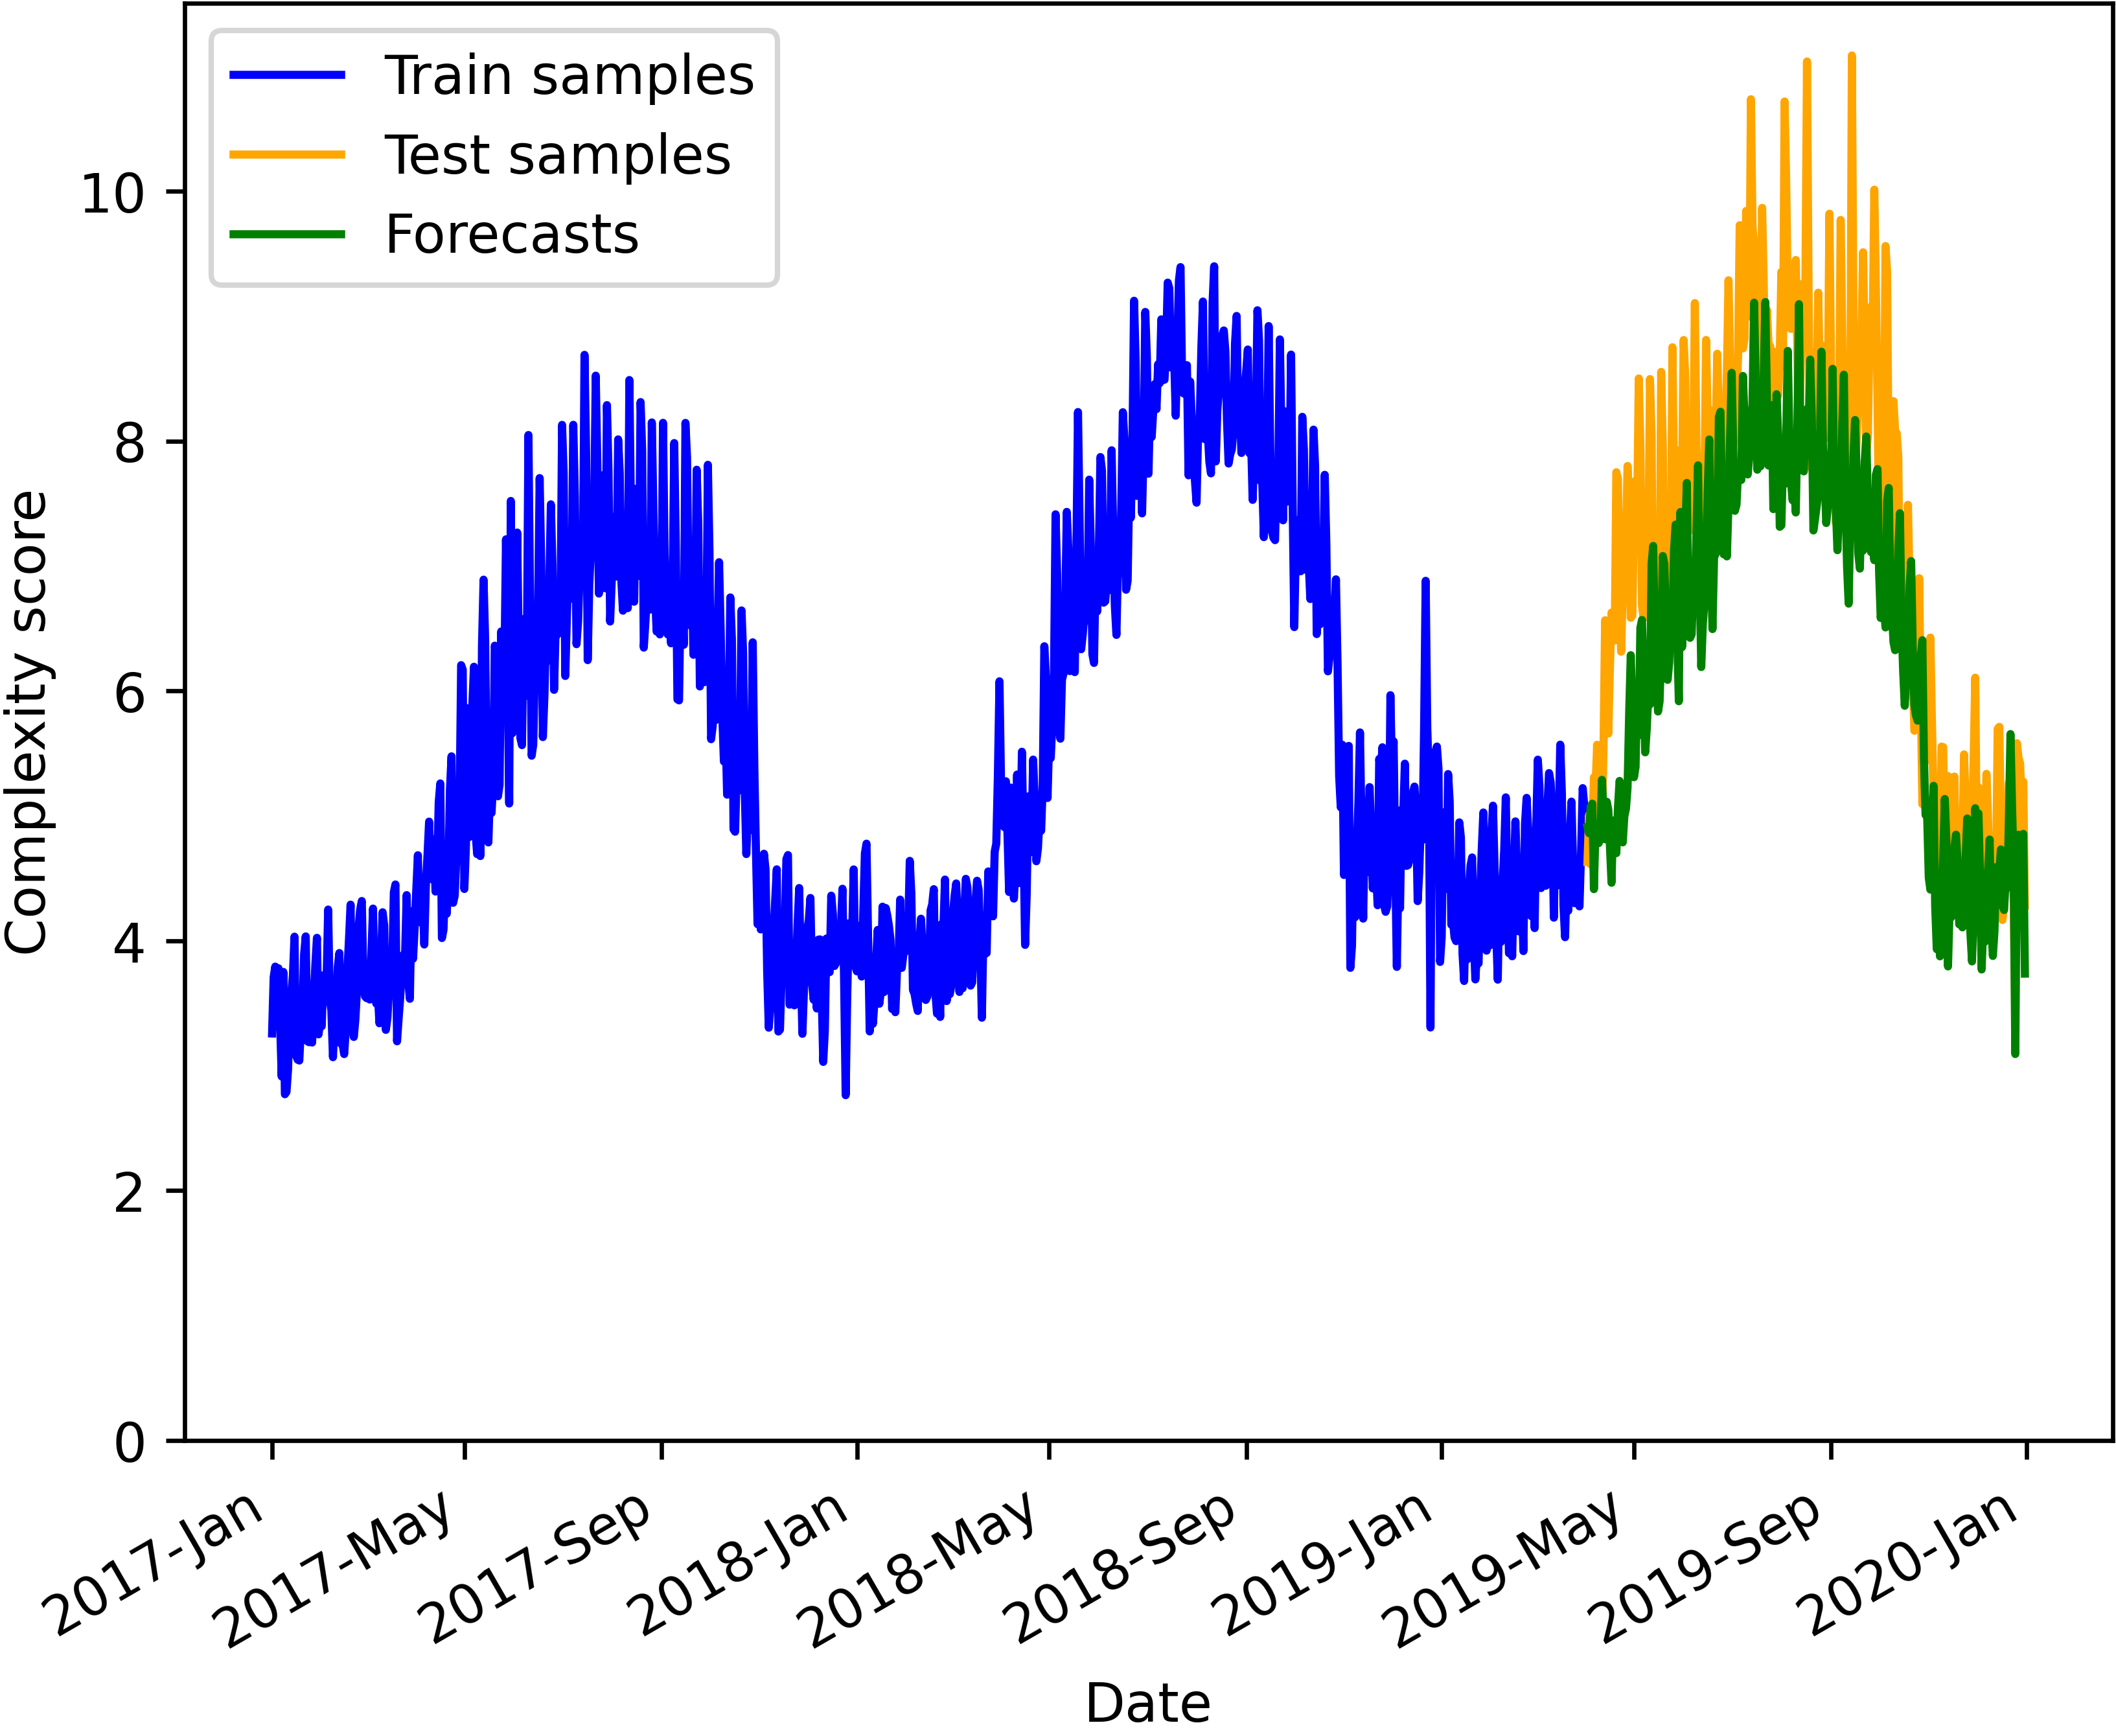 Train samples
Test samples
Forecasts
Complexity score
10
8
6
4
2
0
2017-Jan
2017-May
2017-Sep
2018-Jan
2018-May
2018-Sep
2019-Jan
2019-May
2019-Sep
2020-Jan
Date